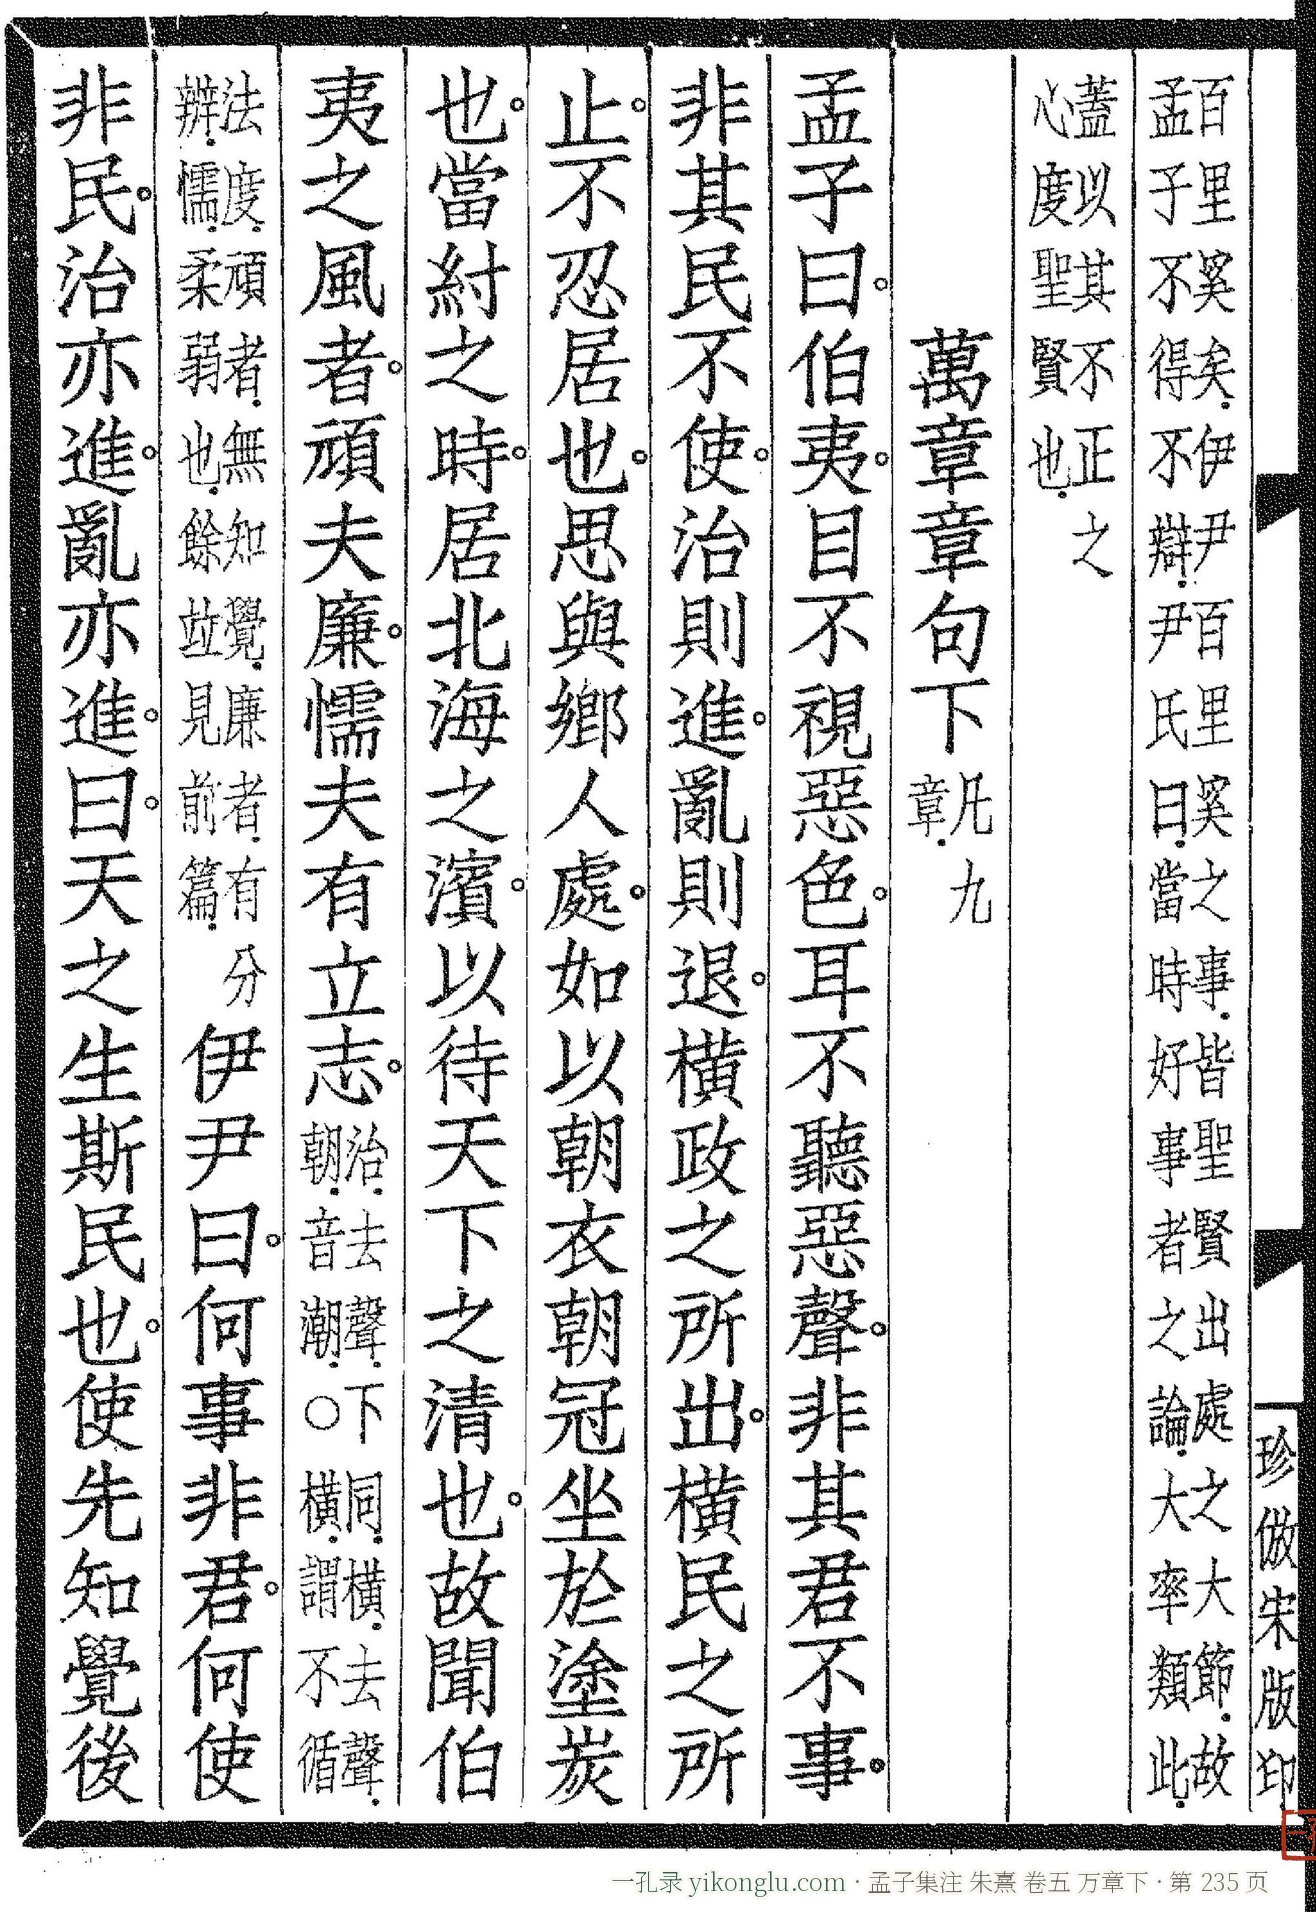 百里奚矣伊尹百里奚之事皆聖賢出處之大節故
孟子不得不辯尹氏曰當時好事者之論大率類此
蓋以其不正之
心度聖賢也
萬章章句下凡九
章
孟子曰伯夷目不視惡色耳不聽惡聲非其君不事
非其民不使治則進亂則退橫政之所出橫民之所
止不忍居也思與鄉人處如以朝衣朝冠坐於塗炭
也當紂之時居北海之濱以待天下之清也故聞伯
夷之風者頑夫廉懦夫有立志
治去聲下同橫去聲
朝音潮○橫謂不循
法度頑者無知覺廉者有分
辨懦柔弱也餘竝見前篇
伊尹曰何事非君何使
非民治亦進亂亦進曰天之生斯民也使先知覺後
珍倣宋版印
一孔录 yikonglu.com · 孟子集注 朱熹 卷五 万章下 · 第 235 页